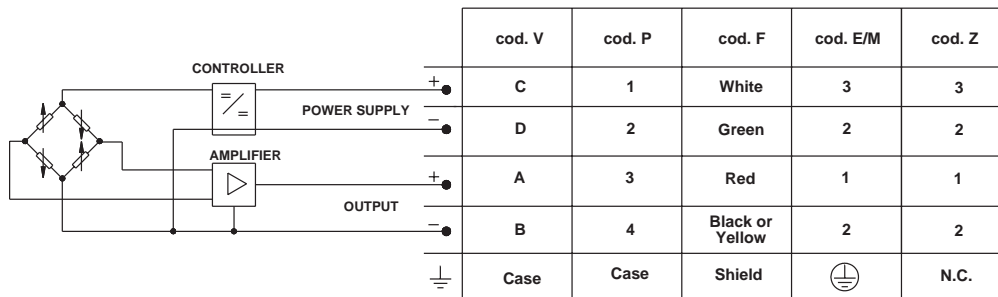 cod. V cod. P cod. F cod. E/M cod. Z
CONTROLLER
+ C 1 White 3 3
POWER SUPPLY
− D 2 Green 2 2
AMPLIFIER
+ A 3 Red 1 1
OUTPUT
− B 4 Black or
Yellow 2 2
Case Case Shield N.C.